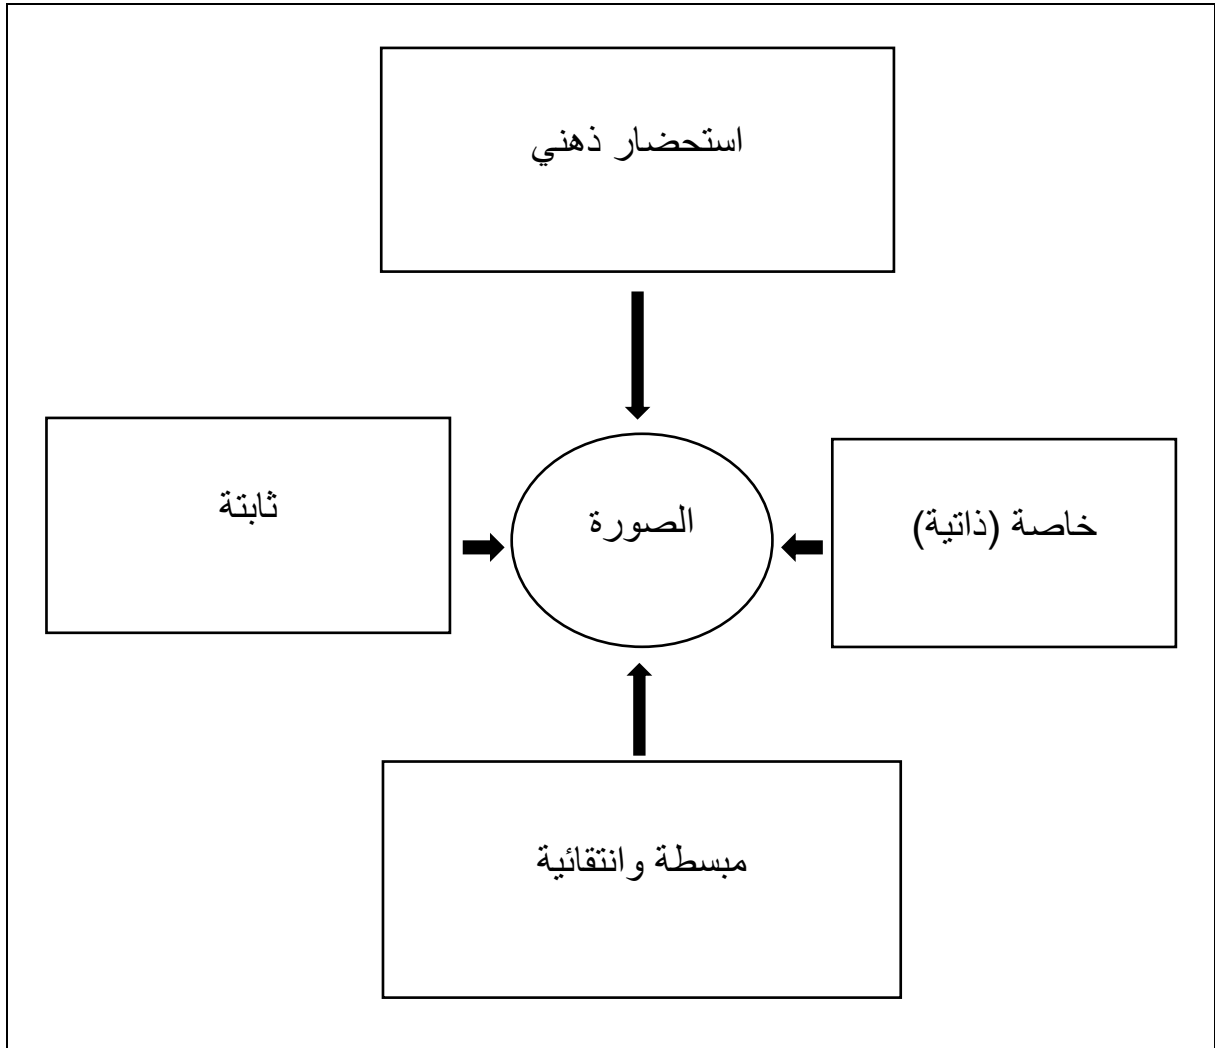 استحضار ذهني
خاصة (ذاتية)
الصورة
ثابتة
مبسطة وانتقائية